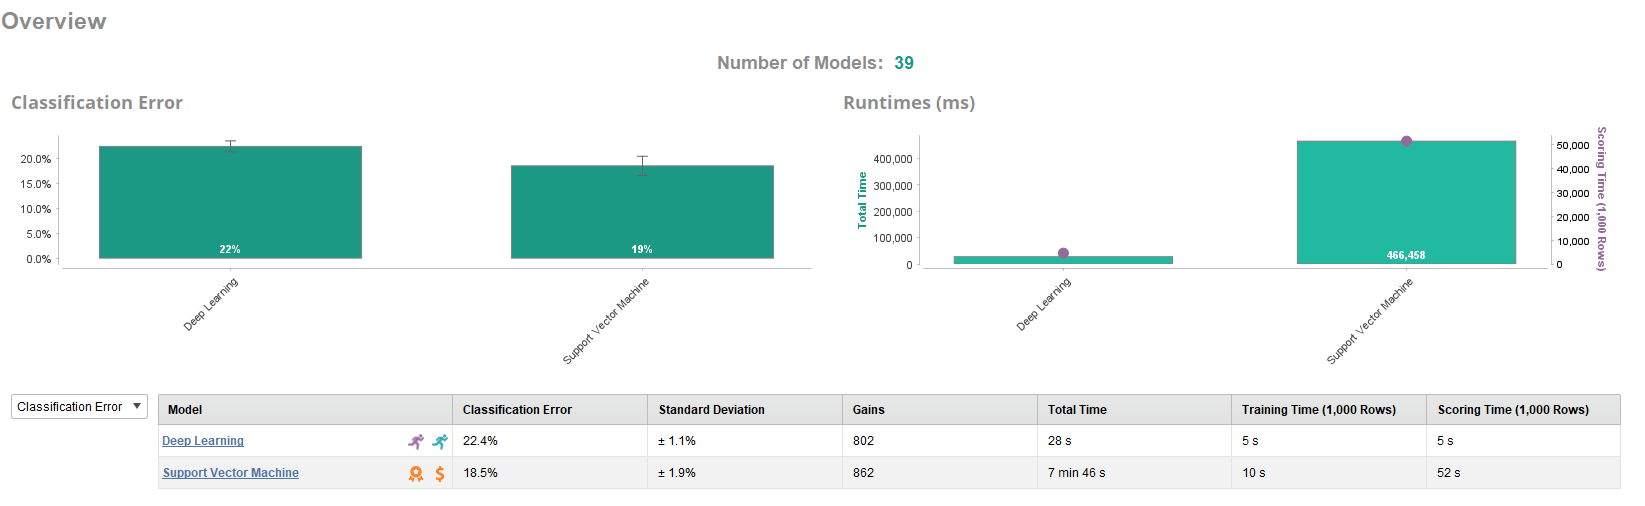 Overview
Number of Models: 39
Classification Error
20.0%
15.0%
10.0%
5.0%
0.0%
22%
19%
Deep Learning
Support Vector Machine
Runtimes (ms)
Total Time
400,000
300,000
200,000
100,000
0
466,458
50,000
40,000
30,000
20,000
10,000
0
Scoring Time (1,000 Rows)
Deep Learning
Support Vector Machine
Classification Error
Model Classification Error Standard Deviation Gains Total Time Training Time (1,000 Rows) Scoring Time (1,000 Rows)
Deep Learning 22.4% ± 1.1% 802 28 s 5 s 5 s
Support Vector Machine $ 18.5% ± 1.9% 862 7 min 46 s 10 s 52 s